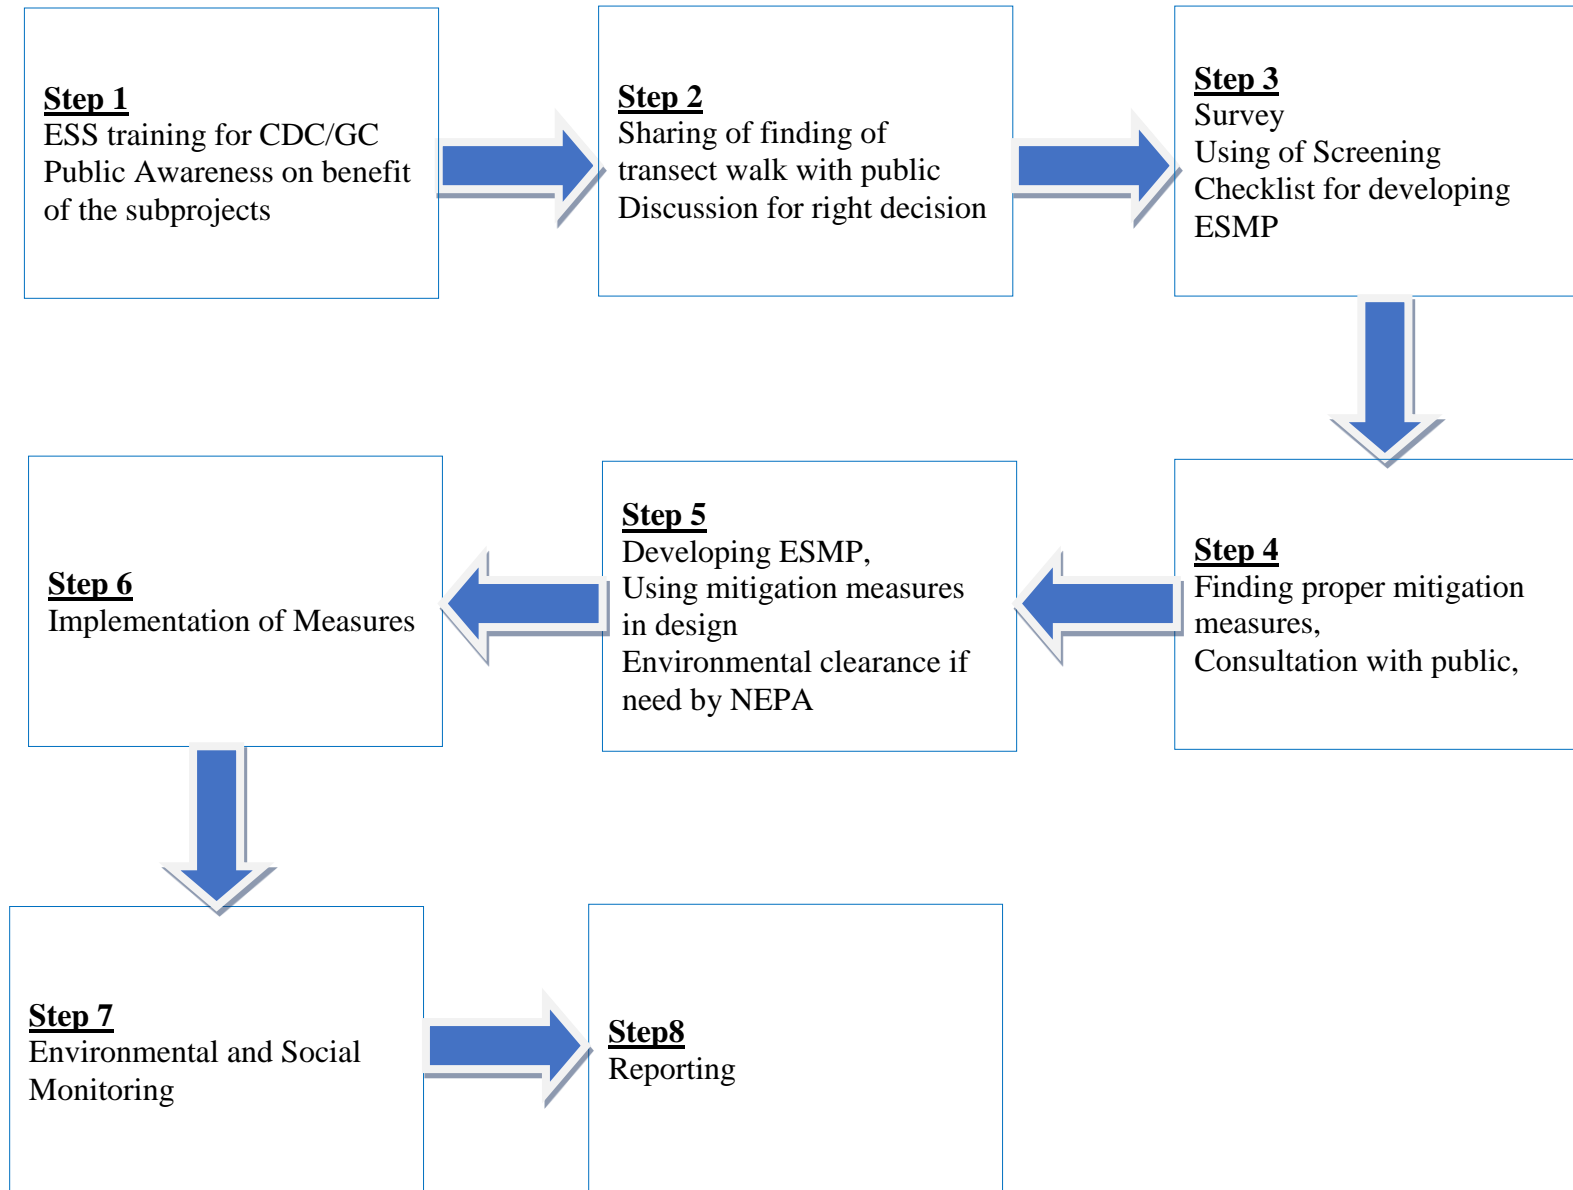 Step 1
ESS training for CDC/GC
Public Awareness on benefit
of the subprojects
Step 2
Sharing of finding of
transect walk with public
Discussion for right decision
Step 3
Survey
Using of Screening
Checklist for developing
ESMP
Step 4
Finding proper mitigation
measures,
Consultation with public,
Step 5
Developing ESMP,
Using mitigation measures
in design
Environmental clearance if
need by NEPA
Step 6
Implementation of Measures
Step 7
Environmental and Social
Monitoring
Step8
Reporting